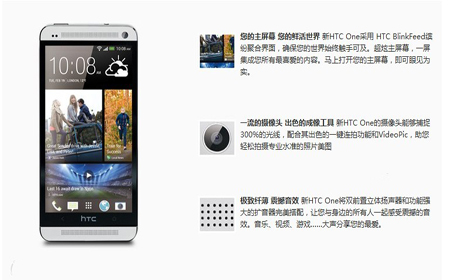 10:08
您的主屏幕 您的鲜活世界 新HTC One采用 HTC BlinkFeed缤
纷聚合界面，确保您的世界始终触手可及。超炫主屏幕，一屏
集成您所有最喜爱的内容。马上打开您的主屏幕，即可眼见为
实。
一流的摄像头 出色的成像工具 新HTC One的摄像头能够捕捉
300%的光线，配合其出色的一键连拍功能和VideoPic，助您
轻松拍摄专业水准的照片美图
极致纤薄 震撼音效 新HTC One将双前置立体扬声器和功能强
大的扩音器完美搭配，让您与身边的所有人一起感受震撼的音
效。音乐、视频、游戏......大声分享您的最爱。
hTC